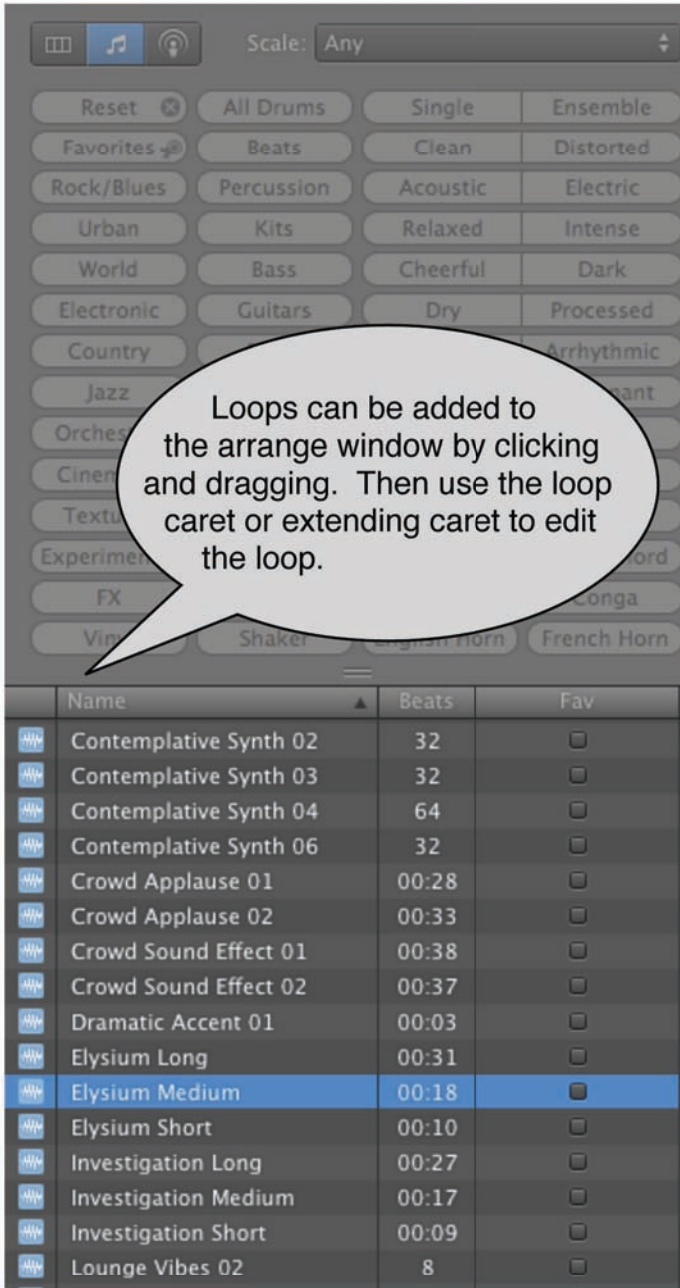 Scale: Any
Reset All Drums Single Ensemble
Favorites Beats Clean Distorted
Rock/Blues Percussion Acoustic Electric
Urban Kits Relaxed Intense
World Bass Cheerful Dark
Electronic Guitars Dry Processed
Country Arrhythmic
Jazz
FX Conga
Shaker English Horn French Horn
Loops can be added to
the arrange window by clicking
and dragging. Then use the loop
caret or extending caret to edit
the loop.
Name Beats Fav
Contemplative Synth 02 32
Contemplative Synth 03 32
Contemplative Synth 04 64
Contemplative Synth 06 32
Crowd Applause 01 00:28
Crowd Applause 02 00:33
Crowd Sound Effect 01 00:38
Crowd Sound Effect 02 00:37
Dramatic Accent 01 00:03
Elysium Long 00:31
Elysium Medium 00:18
Elysium Short 00:10
Investigation Long 00:27
Investigation Medium 00:17
Investigation Short 00:09
Lounge Vibes 02 8